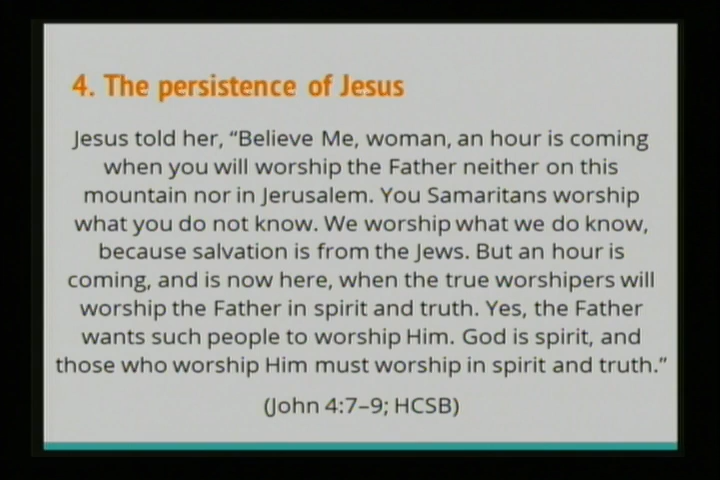 4. The persistence of Jesus
Jesus told her, “Believe Me, woman, an hour is coming
when you will worship the Father neither on this
mountain nor in Jerusalem. You Samaritans worship
what you do not know. We worship what we do know,
because salvation is from the Jews. But an hour is
coming, and is now here, when the true worshipers will
worship the Father in spirit and truth. Yes, the Father
wants such people to worship Him. God is spirit, and
those who worship Him must worship in spirit and truth.”
(John 4:7–9; HCSB)